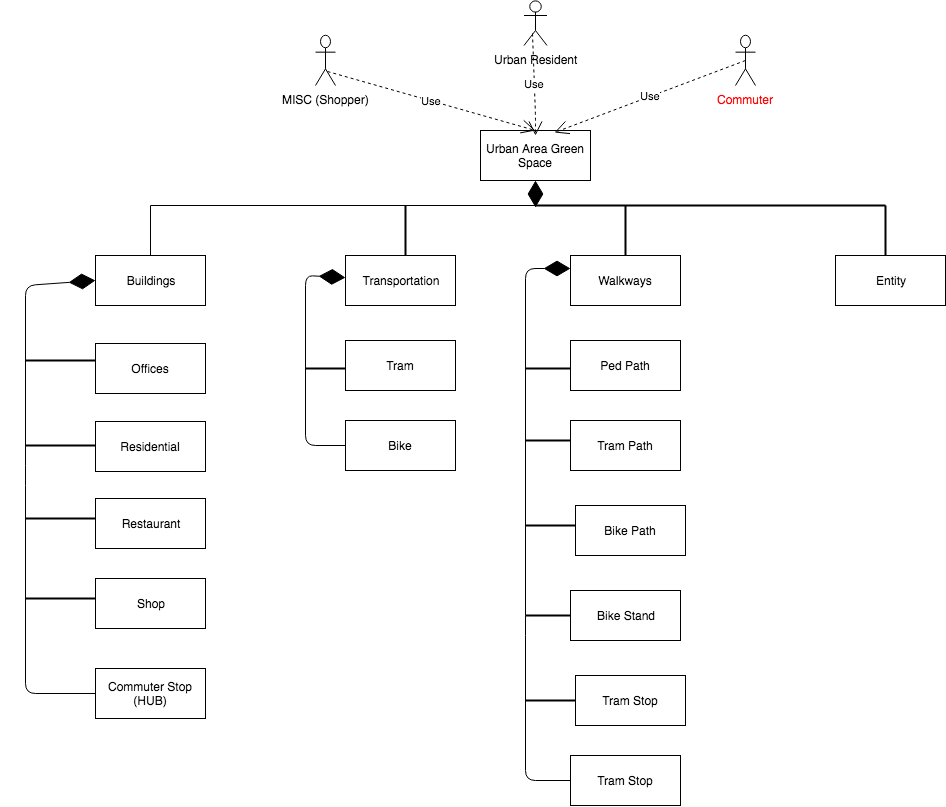 Urban Resident
MISC (Shopper)
Commuter
Use
Use
Use
Urban Area Green
Space
Buildings
Transportation
Walkways
Entity
Offices
Tram
Ped Path
Residential
Bike
Tram Path
Restaurant
Bike Path
Shop
Bike Stand
Commuter Stop
(HUB)
Tram Stop
Tram Stop